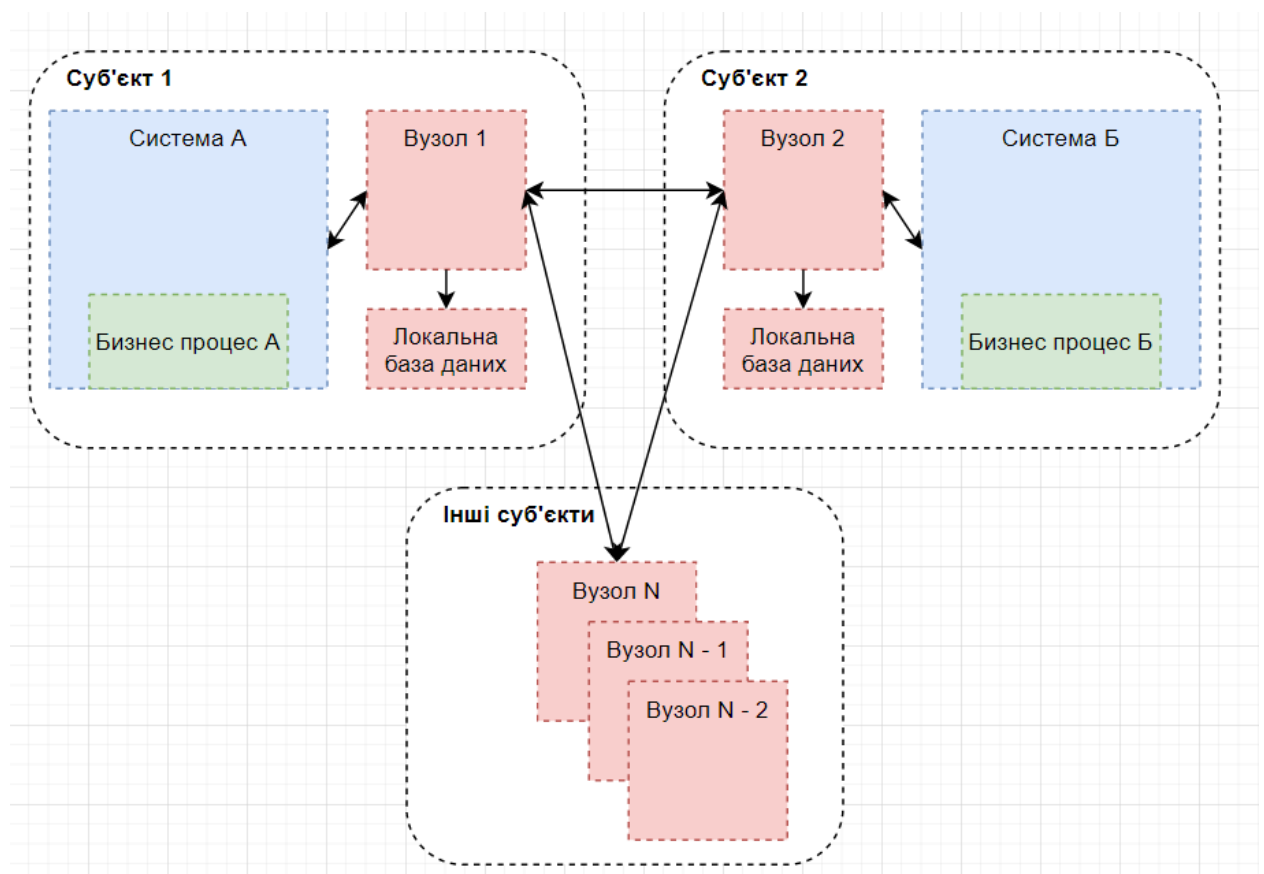 Суб'єкт 1
Система А
Вузол 1
Бизнес процес А
Локальна
база даних
Суб'єкт 2
Вузол 2
Система Б
Локальна
база даних
Бизнес процес Б
Інші суб'єкти
Вузол N
Вузол N - 1
Вузол N - 2